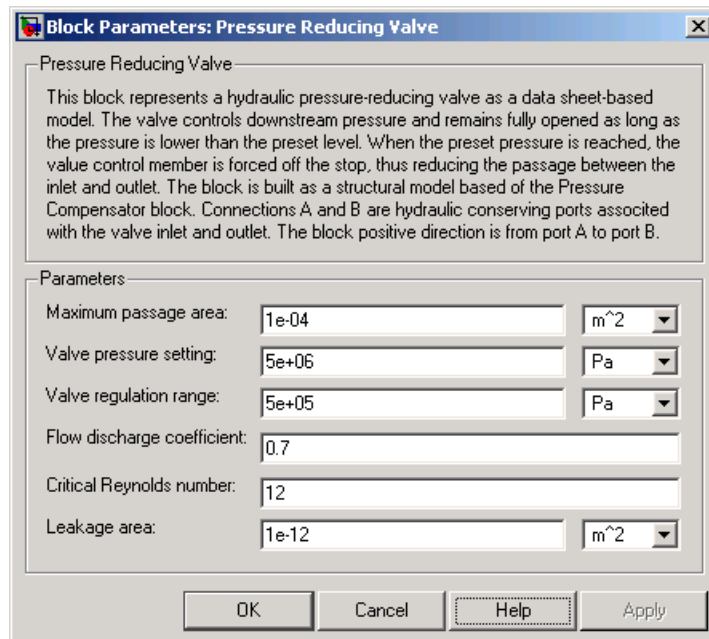 Block Parameters: Pressure Reducing Valve
Pressure Reducing Valve
This block represents a hydraulic pressure-reducing valve as a data sheet-based
model. The valve controls downstream pressure and remains fully opened as long as
the pressure is lower than the preset level. When the preset pressure is reached, the
value control member is forced off the stop, thus reducing the passage between the
inlet and outlet. The block is built as a structural model based of the Pressure
Compensator block. Connections A and B are hydraulic conserving ports associted
with the valve inlet and outlet. The block positive direction is from port A to port B.
Parameters
Maximum passage area: 1e-04 m^2
Valve pressure setting: 5e+06 Pa
Valve regulation range: 5e+05 Pa
Flow discharge coefficient: 0.7
Critical Reynolds number: 12
Leakage area: 1e-12 m^2
OK Cancel Help Apply